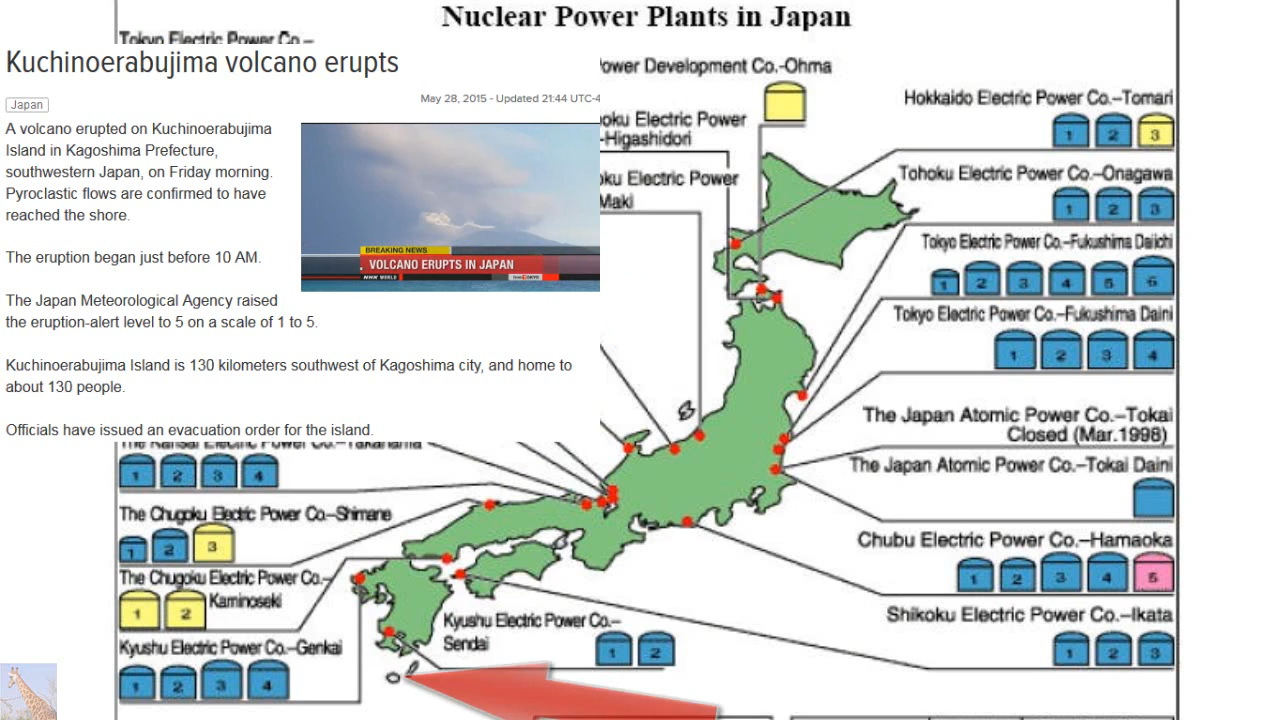 Nuclear Power Plants in Japan
Tokyo Electric Power Co –
Kuchinoerabujima volcano erupts
Japan
May 28, 2015 - Updated 21:44 UTC-4
A volcano erupted on Kuchinoerabujima
Island in Kagoshima Prefecture,
southwestern Japan, on Friday morning.
Pyroclastic flows are confirmed to have
reached the shore.
The eruption began just before 10 AM.
The Japan Meteorological Agency raised
the eruption-alert level to 5 on a scale of 1 to 5.
Kuchinoerabujima Island is 130 kilometers southwest of Kagoshima city, and home to
about 130 people.
Officials have issued an evacuation order for the island.
BREAKING NEWS
VOLCANO ERUPTS IN JAPAN
NHK WORLD
ower Development Co.-Ohma
oku Electric Power
-Higashidori
oku Electric Power
Maki
Hokkaido Electric Power Co.–Tomari
1 2 3
Tohoku Electric Power Co.–Onagawa
1 2 3
Tokyo Electric Power Co.–Fukushima Daiichi
1 2 3 4 5 6
Tokyo Electric Power Co.–Fukushima Daini
1 2 3 4
The Japan Atomic Power Co.–Tokai
Closed (Mar.1998)
The Japan Atomic Power Co.–Tokai Daini
Chubu Electric Power Co.–Hamaoka
1 2 3 4 5
Shikoku Electric Power Co.–Ikata
1 2 3
The Kansai Electric Power Co.–Takahama
1 2 3 4
The Chugoku Electric Power Co.–Shimane
1 2 3
The Chugoku Electric Power Co.–
Kaminoseki
1 2
Kyushu Electric Power Co.–Genkai
1 2 3 4
Kyushu Electric Power Co.–
Sendai
1 2